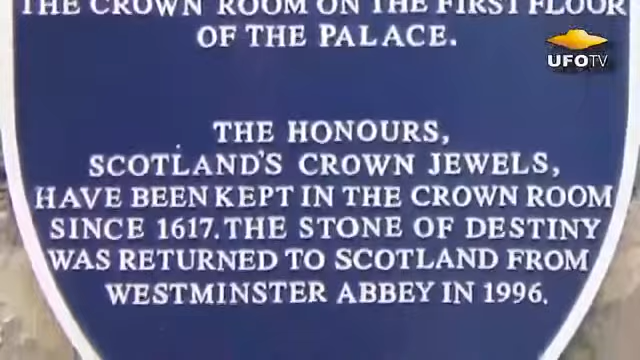 THE CROWN ROOM ON THE FIRST FLOOR
OF THE PALACE.
UFOTV
THE HONOURS,
SCOTLAND'S CROWN JEWELS,
HAVE BEEN KEPT IN THE CROWN ROOM
SINCE 1617. THE STONE OF DESTINY
WAS RETURNED TO SCOTLAND FROM
WESTMINSTER ABBEY IN 1996.